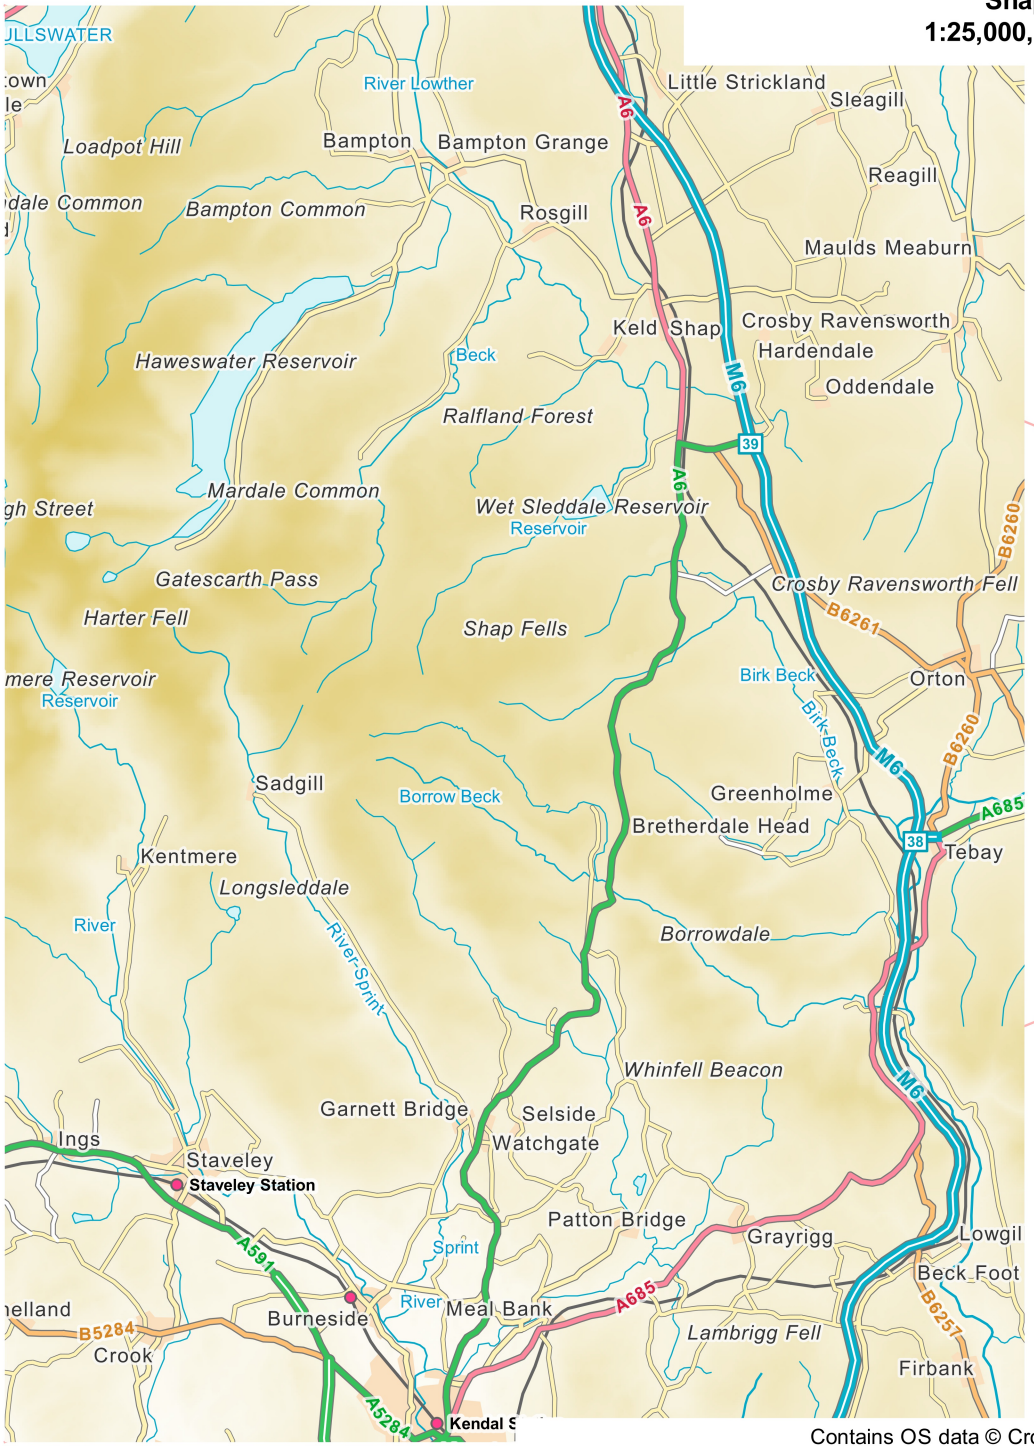 1:25,000,
ULLSWATER
River Lowther
Little Strickland
Sleagill
A6
Loadpot Hill
Bampton
Bampton Grange
Reagill
Bampton Common
Rosgill
A6
Maulds Meaburn
Keld
Shap
Crosby Ravensworth
Haweswater Reservoir
Beck
Hardendale
M6
Oddendale
Ralfland Forest
39
A6
Mardale Common
Wet Sleddale Reservoir
gh Street
Reservoir
B6260
Gatescarth Pass
Crosby Ravensworth Fell
Harter Fell
Shap Fells
B6261
mere Reservoir
Reservoir
Birk Beck
Orton
Birk-Beck
B6260
M6
Sadgill
Borrow Beck
Greenholme
A685
Bretherdale Head
38
Tebay
Kentmere
Longsleddale
River
Borrowdale
River-Sprint
Whinfell Beacon
M6
Garnett Bridge
Selside
Watchgate
Ings
Staveley
Staveley Station
Patton Bridge
Grayrigg
Lowgil
Sprint
A591
Beck Foot
River
Meal Bank
A685
Burneside
B6257
B5284
Crook
Lambrigg Fell
Firbank
A5284
Kendal
Contains OS data © Cr